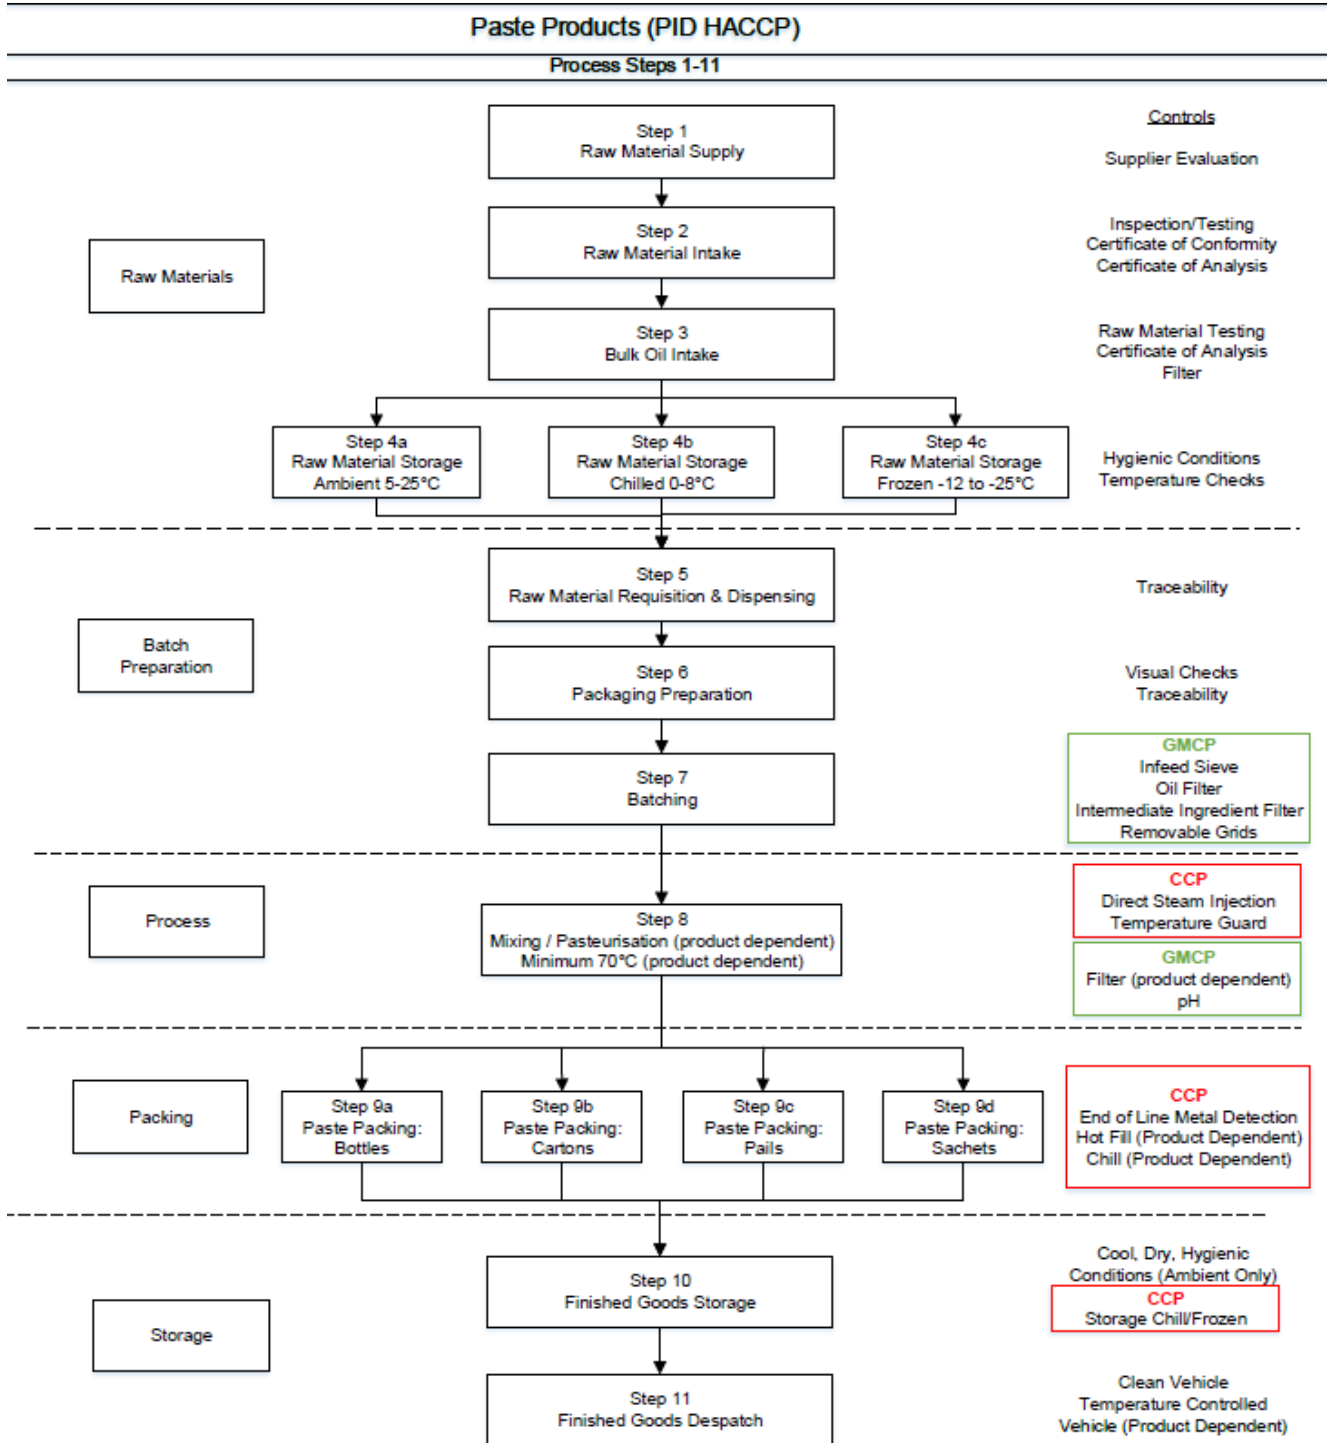 Paste Products (PID HACCP)
Process Steps 1-11
Controls
Step 1
Raw Material Supply
Supplier Evaluation
Raw Materials
Step 2
Raw Material Intake
Inspection/Testing
Certificate of Conformity
Certificate of Analysis
Step 3
Bulk Oil Intake
Raw Material Testing
Certificate of Analysis
Filter
Step 4a
Raw Material Storage
Ambient 5-25°C
Step 4b
Raw Material Storage
Chilled 0-8°C
Step 4c
Raw Material Storage
Frozen -12 to -25°C
Hygienic Conditions
Temperature Checks
Batch
Preparation
Step 5
Raw Material Requisition & Dispensing
Traceability
Step 6
Packaging Preparation
Visual Checks
Traceability
Step 7
Batching
GMCP
Infeed Sieve
Oil Filter
Intermediate Ingredient Filter
Removable Grids
Process
Step 8
Mixing / Pasteurisation (product dependent)
Minimum 70°C (product dependent)
CCP
Direct Steam Injection
Temperature Guard
GMCP
Filter (product dependent)
pH
Packing
Step 9a
Paste Packing:
Bottles
Step 9b
Paste Packing:
Cartons
Step 9c
Paste Packing:
Pails
Step 9d
Paste Packing:
Sachets
CCP
End of Line Metal Detection
Hot Fill (Product Dependent)
Chill (Product Dependent)
Storage
Step 10
Finished Goods Storage
Cool, Dry, Hygienic
Conditions (Ambient Only)
CCP
Storage Chill/Frozen
Step 11
Finished Goods Despatch
Clean Vehicle
Temperature Controlled
Vehicle (Product Dependent)